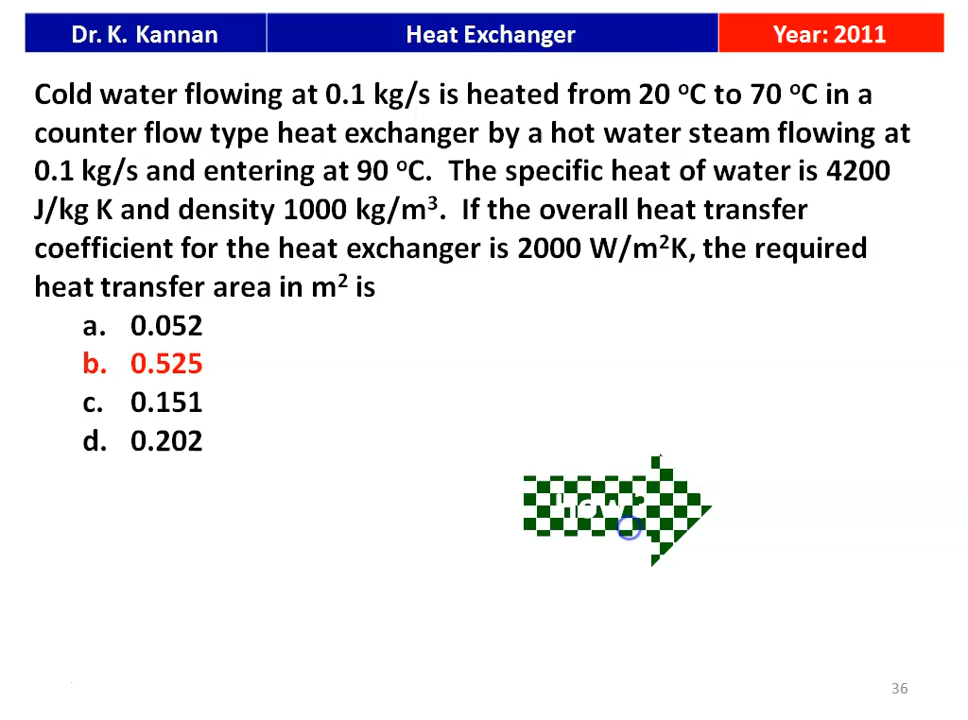 Dr. K. Kannan Heat Exchanger Year: 2011
Cold water flowing at 0.1 kg/s is heated from 20 ᵒC to 70 ᵒC in a
counter flow type heat exchanger by a hot water steam flowing at
0.1 kg/s and entering at 90 ᵒC. The specific heat of water is 4200
J/kg K and density 1000 kg/m³. If the overall heat transfer
coefficient for the heat exchanger is 2000 W/m²K, the required
heat transfer area in m² is
a. 0.052
b. 0.525
c. 0.151
d. 0.202
How?
36